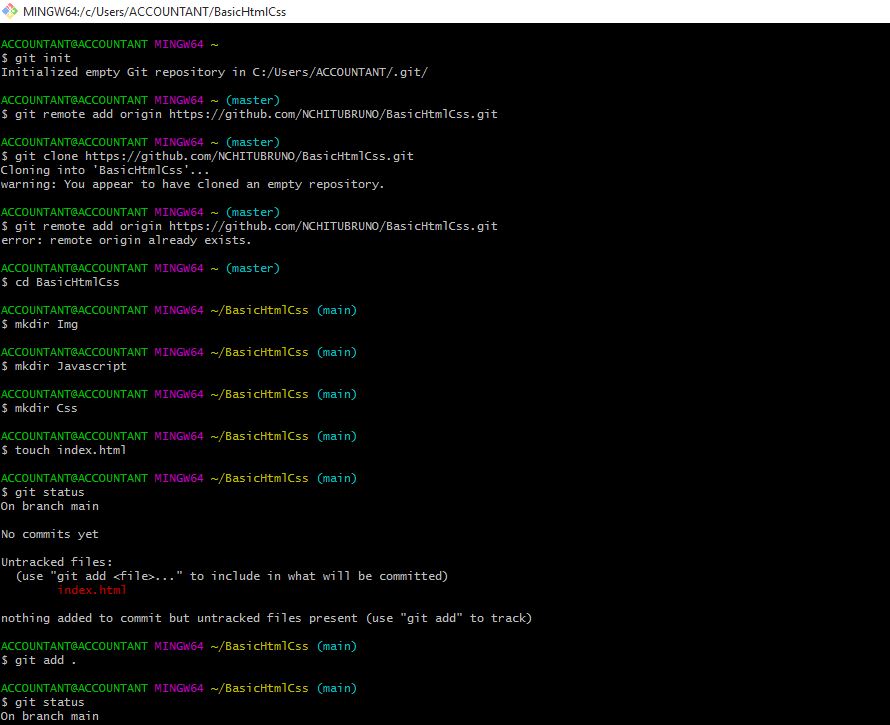 MINGW64:/c/Users/ACCOUNTANT/BasicHtmlCss
ACCOUNTANT@ACCOUNTANT MINGW64 ~
$ git init
Initialized empty Git repository in C:/Users/ACCOUNTANT/.git/
ACCOUNTANT@ACCOUNTANT MINGW64 ~ (master)
$ git remote add origin https://github.com/NCHITUBRUNO/BasicHtmlCss.git
ACCOUNTANT@ACCOUNTANT MINGW64 ~ (master)
$ git clone https://github.com/NCHITUBRUNO/BasicHtmlCss.git
Cloning into 'BasicHtmlCss'...
warning: You appear to have cloned an empty repository.
ACCOUNTANT@ACCOUNTANT MINGW64 ~ (master)
$ git remote add origin https://github.com/NCHITUBRUNO/BasicHtmlCss.git
error: remote origin already exists.
ACCOUNTANT@ACCOUNTANT MINGW64 ~ (master)
$ cd BasicHtmlCss
ACCOUNTANT@ACCOUNTANT MINGW64 ~/BasicHtmlCss (main)
$ mkdir Img
ACCOUNTANT@ACCOUNTANT MINGW64 ~/BasicHtmlCss (main)
$ mkdir Javascript
ACCOUNTANT@ACCOUNTANT MINGW64 ~/BasicHtmlCss (main)
$ mkdir Css
ACCOUNTANT@ACCOUNTANT MINGW64 ~/BasicHtmlCss (main)
$ touch index.html
ACCOUNTANT@ACCOUNTANT MINGW64 ~/BasicHtmlCss (main)
$ git status
On branch main
No commits yet
Untracked files:
(use "git add <file>..." to include in what will be committed)
index.html
nothing added to commit but untracked files present (use "git add" to track)
ACCOUNTANT@ACCOUNTANT MINGW64 ~/BasicHtmlCss (main)
$ git add .
ACCOUNTANT@ACCOUNTANT MINGW64 ~/BasicHtmlCss (main)
$ git status
On branch main